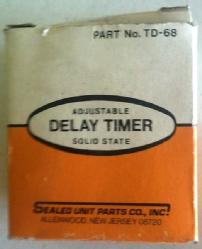 PART No. TD-68
ADJUSTABLE
DELAY TIMER
SOLID STATE
SEALED UNIT PARTS CO., INC.
ALLENWOOD, NEW JERSEY 08720